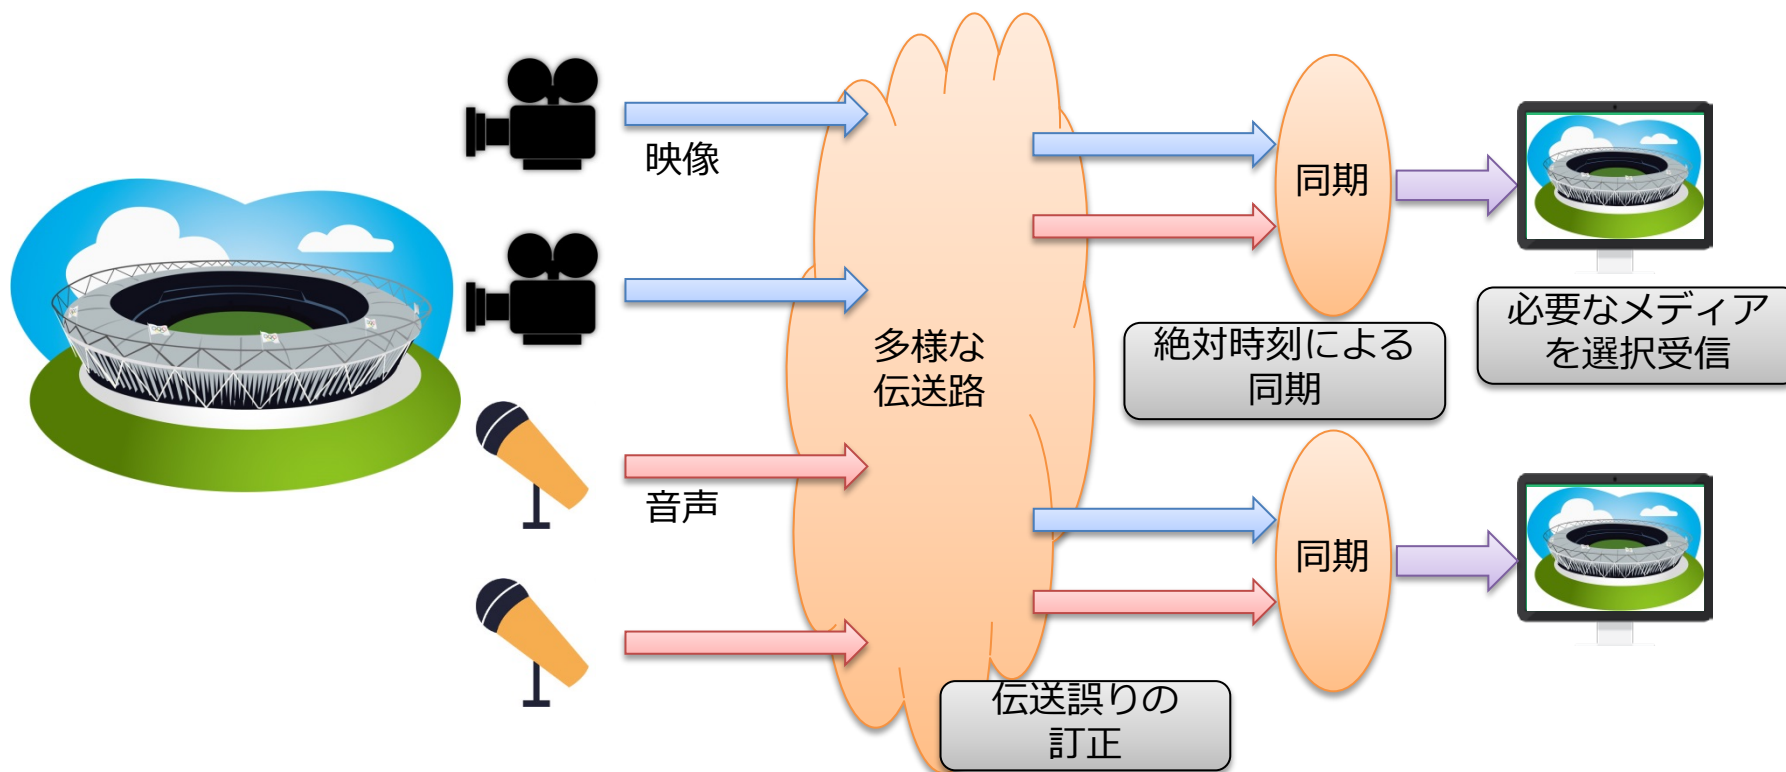 映像
同期
多様な
伝送路
絶対時刻による
同期
必要なメディア
を選択受信
音声
同期
伝送誤りの
訂正